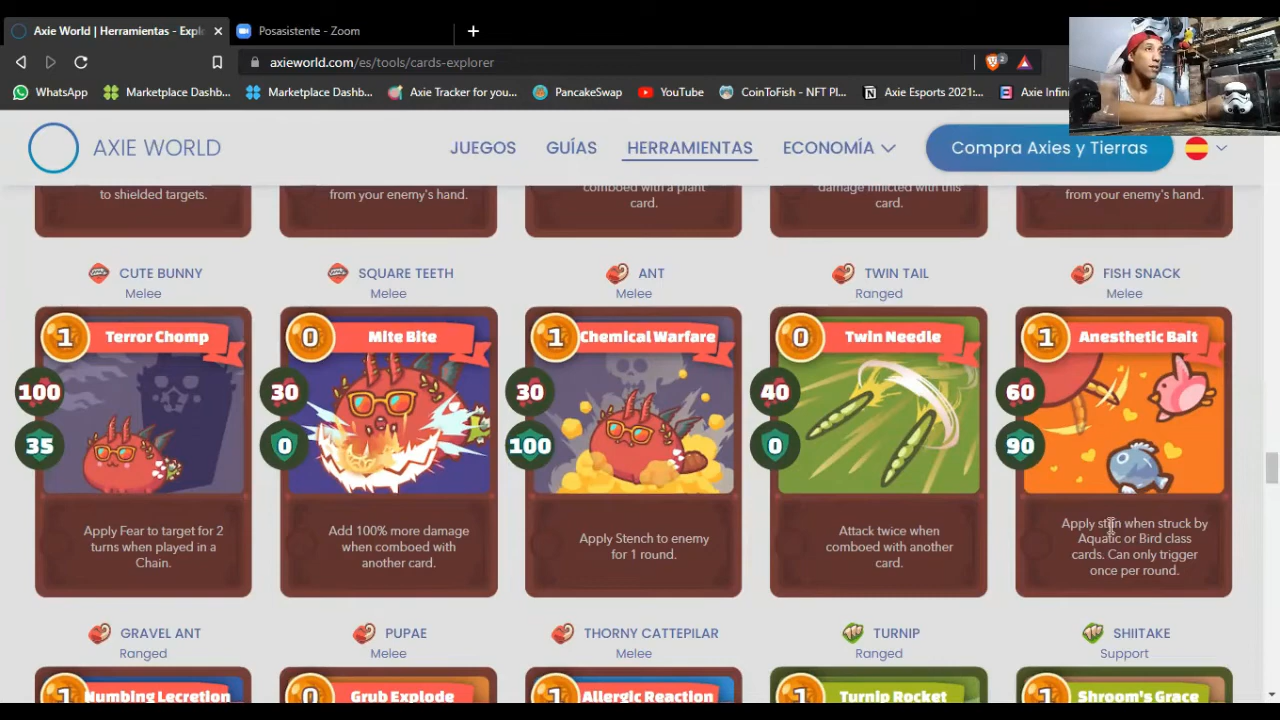 Axie World | Herramientas - Expl
Posasistente - Zoom
axieworld.com/es/tools/cards-explorer
2
WhatsApp
Marketplace Dashb...
Marketplace Dashb...
Axie Tracker for you...
PancakeSwap
YouTube
CoinToFish - NFT Pl...
Axie Esports 2021:...
Axie Infini
AXIE WORLD
JUEGOS
GUÍAS
HERRAMIENTAS
ECONOMÍA
Compra Axies y Tierras
to shielded targets.
from your enemy's hand.
comboed with a plant
card.
damage inflicted with this
card.
from your enemy's hand.
CUTE BUNNY
Melee
SQUARE TEETH
Melee
ANT
Melee
TWIN TAIL
Ranged
FISH SNACK
Melee
1
Terror Chomp
100
35
Apply Fear to target for 2
turns when played in a
Chain.
0
Mite Bite
30
0
Add 100% more damage
when comboed with
another card.
1
Chemical Warfare
30
100
Apply Stench to enemy
for 1 round.
0
Twin Needle
40
0
Attack twice when
comboed with another
card.
1
Anesthetic Bait
60
90
Apply stun when struck by
Aquatic or Bird class
cards. Can only trigger
once per round.
GRAVEL ANT
Ranged
PUPAE
Melee
THORNY CATTEPILAR
Melee
TURNIP
Ranged
SHIITAKE
Support
1
Numbing Lecretion
0
Grub Explode
1
Allergic Reaction
1
Turnip Rocket
1
Shroom's Grace